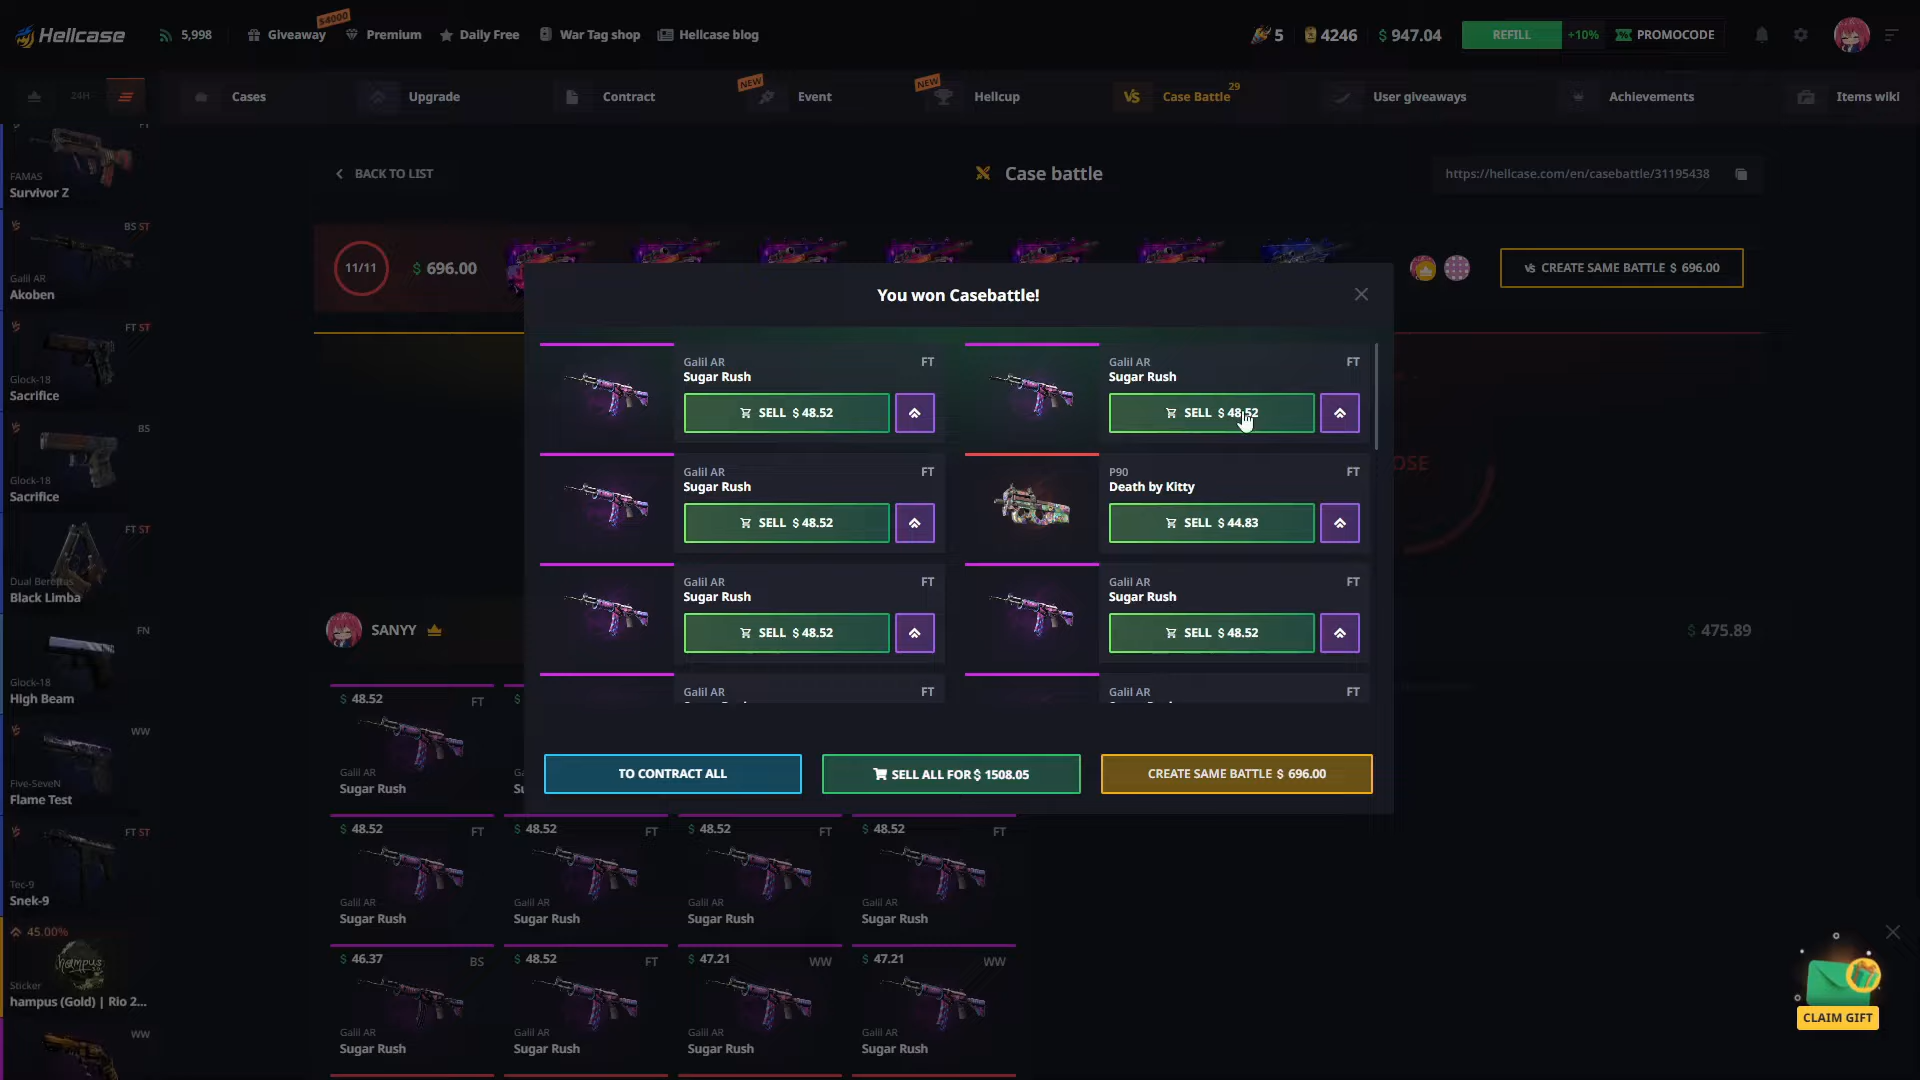 Hellcase
5,998
Giveaway
$4000
Premium
Daily Free
War Tag shop
Hellcase blog
5
4246
$ 947.04
REFILL
+10%
PROMOCODE
24H
Cases
Upgrade
Contract
NEW
Event
NEW
Hellcup
VS
Case Battle
29
User giveaways
Achievements
Items wiki
FAMAS
Survivor Z
BS ST
Galil AR
Akoben
FT ST
Glock-18
Sacrifice
BS
Glock-18
Sacrifice
FT ST
Dual Berettas
Black Limba
FN
Glock-18
High Beam
WW
Five-SeveN
Flame Test
FT ST
Tec-9
Snek-9
45.00%
Sticker
hampus (Gold) | Rio 2...
WW
BACK TO LIST
Case battle
https://hellcase.com/en/casebattle/31195438
11/11
$ 696.00
VS CREATE SAME BATTLE $ 696.00
You won Casebattle!
Galil AR FT
Sugar Rush
SELL $ 48.52
Galil AR FT
Sugar Rush
SELL $ 48.52
Galil AR FT
Sugar Rush
SELL $ 48.52
P90 FT
Death by Kitty
SELL $ 44.83
Galil AR FT
Sugar Rush
SELL $ 48.52
Galil AR FT
Sugar Rush
SELL $ 48.52
Galil AR FT
Galil AR FT
TO CONTRACT ALL
SELL ALL FOR $ 1508.05
CREATE SAME BATTLE $ 696.00
SANYY
$ 475.89
$ 48.52 FT
Galil AR
Sugar Rush
$ 48.52 FT
Galil AR
Sugar Rush
$ 48.52 FT
Galil AR
Sugar Rush
$ 48.52 FT
Galil AR
Sugar Rush
$ 48.52 FT
Galil AR
Sugar Rush
$ 46.37 BS
Galil AR
Sugar Rush
$ 48.52 FT
Galil AR
Sugar Rush
$ 47.21 WW
Galil AR
Sugar Rush
$ 47.21 WW
Galil AR
Sugar Rush
CLAIM GIFT